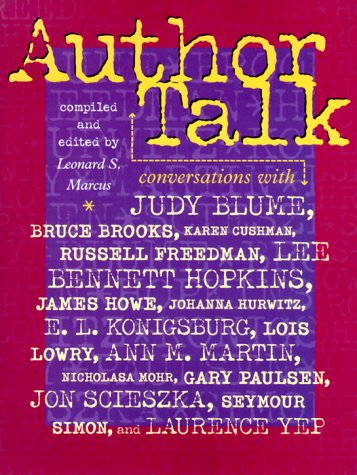 Author
Talk
compiled
and
edited by
Leonard S.
Marcus
conversations with
* JUDY BLUME,
BRUCE BROOKS, KAREN CUSHMAN,
RUSSELL FREEDMAN, LEE
BENNETT HOPKINS,
JAMES HOWE, JOHANNA HURWITZ,
E. L. KONIGSBURG, LOIS
LOWRY, ANN M. MARTIN,
NICHOLASA MOHR, GARY PAULSEN,
JON SCIESZKA, SEYMOUR
SIMON, and LAURENCE YEP